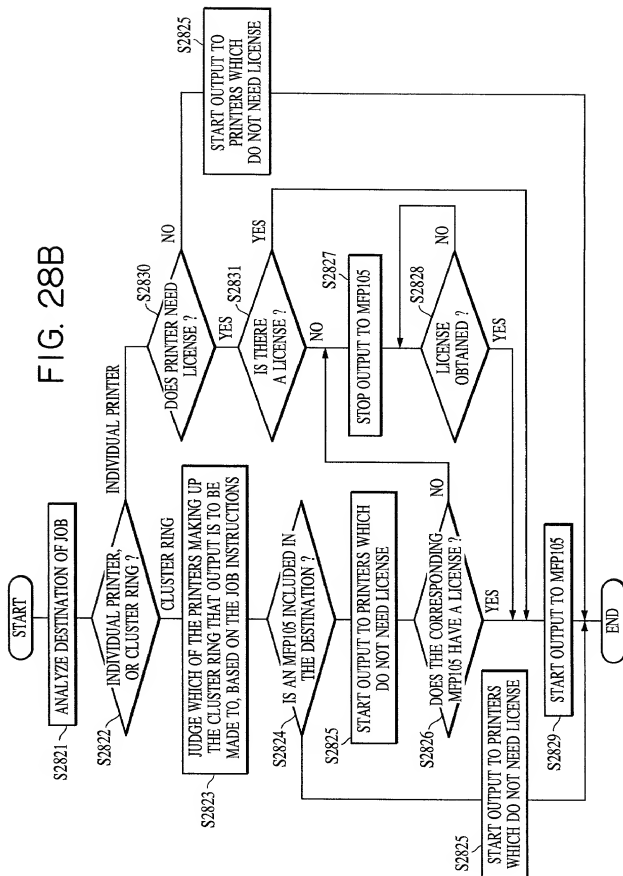 FIG. 28B
START
S2821
ANALYZE DESTINATION OF JOB
S2822
INDIVIDUAL PRINTER,
OR CLUSTER RING ?
INDIVIDUAL PRINTER
CLUSTER RING
S2823
JUDGE WHICH OF THE PRINTERS MAKING UP
THE CLUSTER RING THAT OUTPUT IS TO BE
MADE TO, BASED ON THE JOB INSTRUCTIONS
S2824
IS AN MFP105 INCLUDED IN
THE DESTINATION ?
S2825
START OUTPUT TO PRINTERS WHICH
DO NOT NEED LICENSE
S2826
DOES THE CORRESPONDING
MFP105 HAVE A LICENSE ?
NO
YES
S2825
START OUTPUT TO PRINTERS
WHICH DO NOT NEED LICENSE
S2829
START OUTPUT TO MFP105
END
S2830
DOES PRINTER NEED
LICENSE ?
NO
YES
S2831
IS THERE
A LICENSE ?
YES
NO
S2827
STOP OUTPUT TO MFP105
S2828
LICENSE
OBTAINED ?
NO
YES
S2825
START OUTPUT TO
PRINTERS WHICH
DO NOT NEED LICENSE